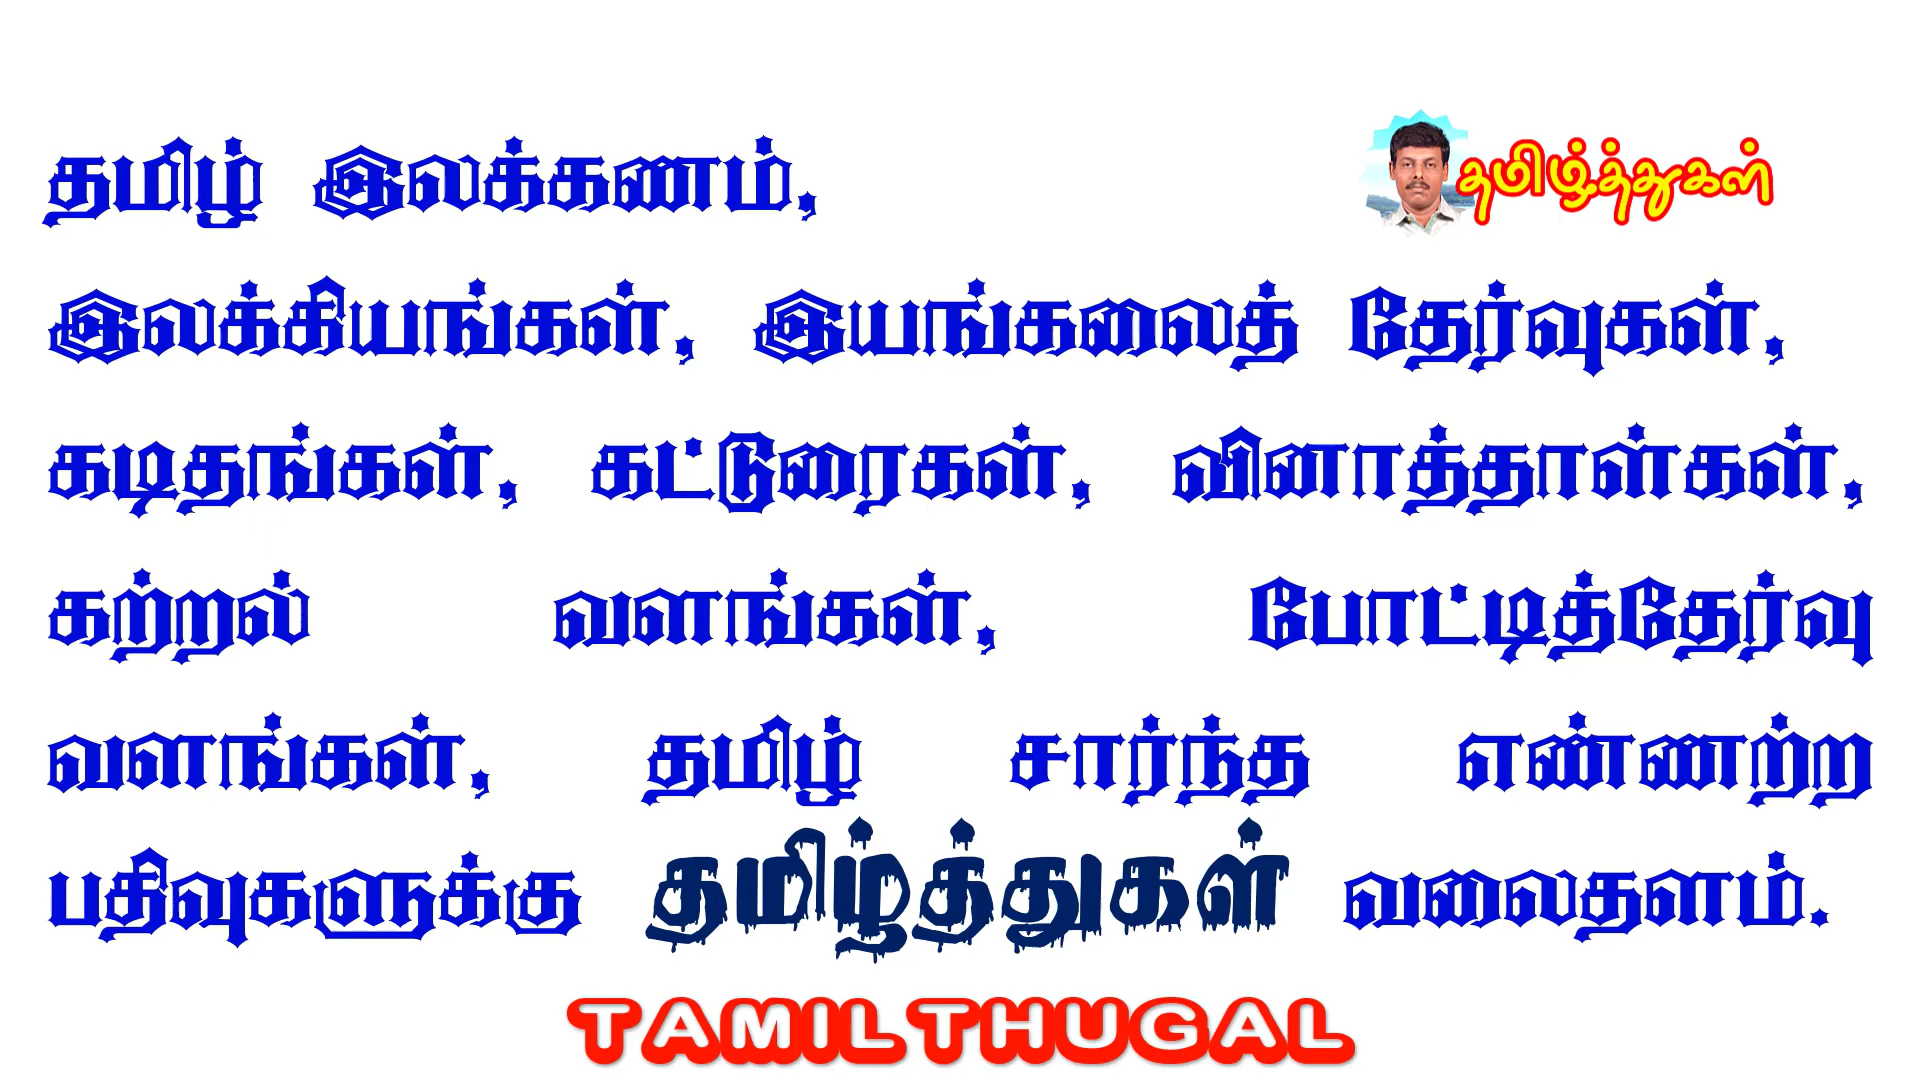 தமிழ் இலக்கணம்,
தமிழ்த்துகள்
இலக்கியங்கள், இயங்கலைத் தேர்வுகள்,
கடிதங்கள், கட்டுரைகள், வினாத்தாள்கள்,
கற்றல் வளங்கள், போட்டித்தேர்வு
வளங்கள், தமிழ் சார்ந்த எண்ணற்ற
பதிவுகளுக்கு தமிழ்த்துகள் வலைதளம்.
TAMILTHUGAL